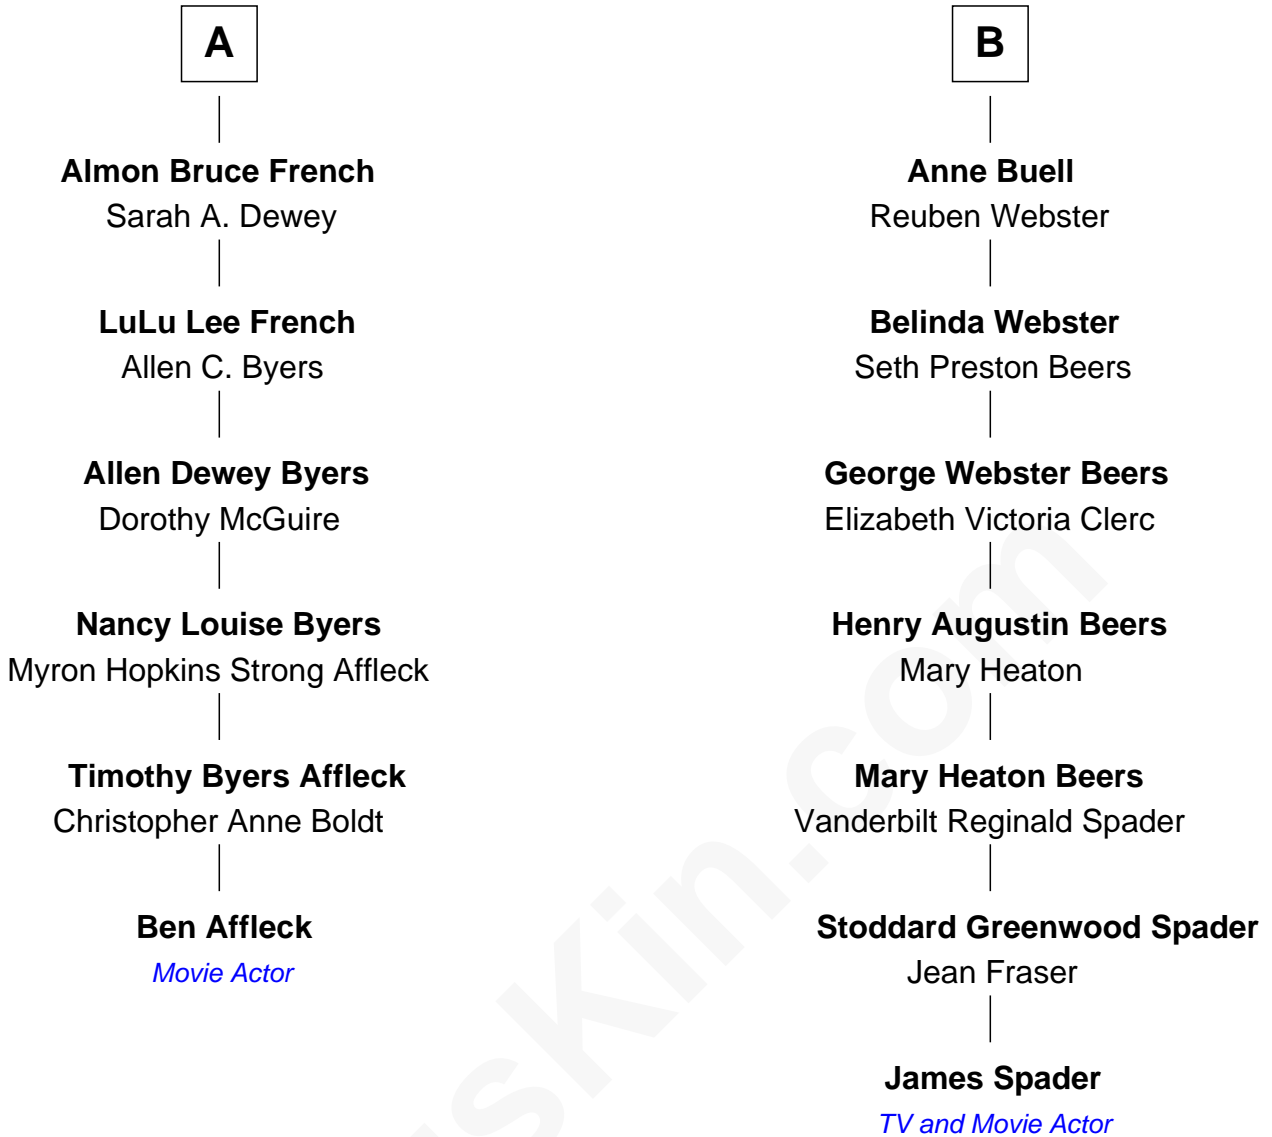 A
Almon Bruce French
Sarah A. Dewey
LuLu Lee French
Allen C. Byers
Allen Dewey Byers
Dorothy McGuire
Nancy Louise Byers
Myron Hopkins Strong Affleck
Timothy Byers Affleck
Christopher Anne Boldt
Ben Affleck
Movie Actor
B
Anne Buell
Reuben Webster
Belinda Webster
Seth Preston Beers
George Webster Beers
Elizabeth Victoria Clerc
Henry Augustin Beers
Mary Heaton
Mary Heaton Beers
Vanderbilt Reginald Spader
Stoddard Greenwood Spader
Jean Fraser
James Spader
TV and Movie Actor
sKin.com